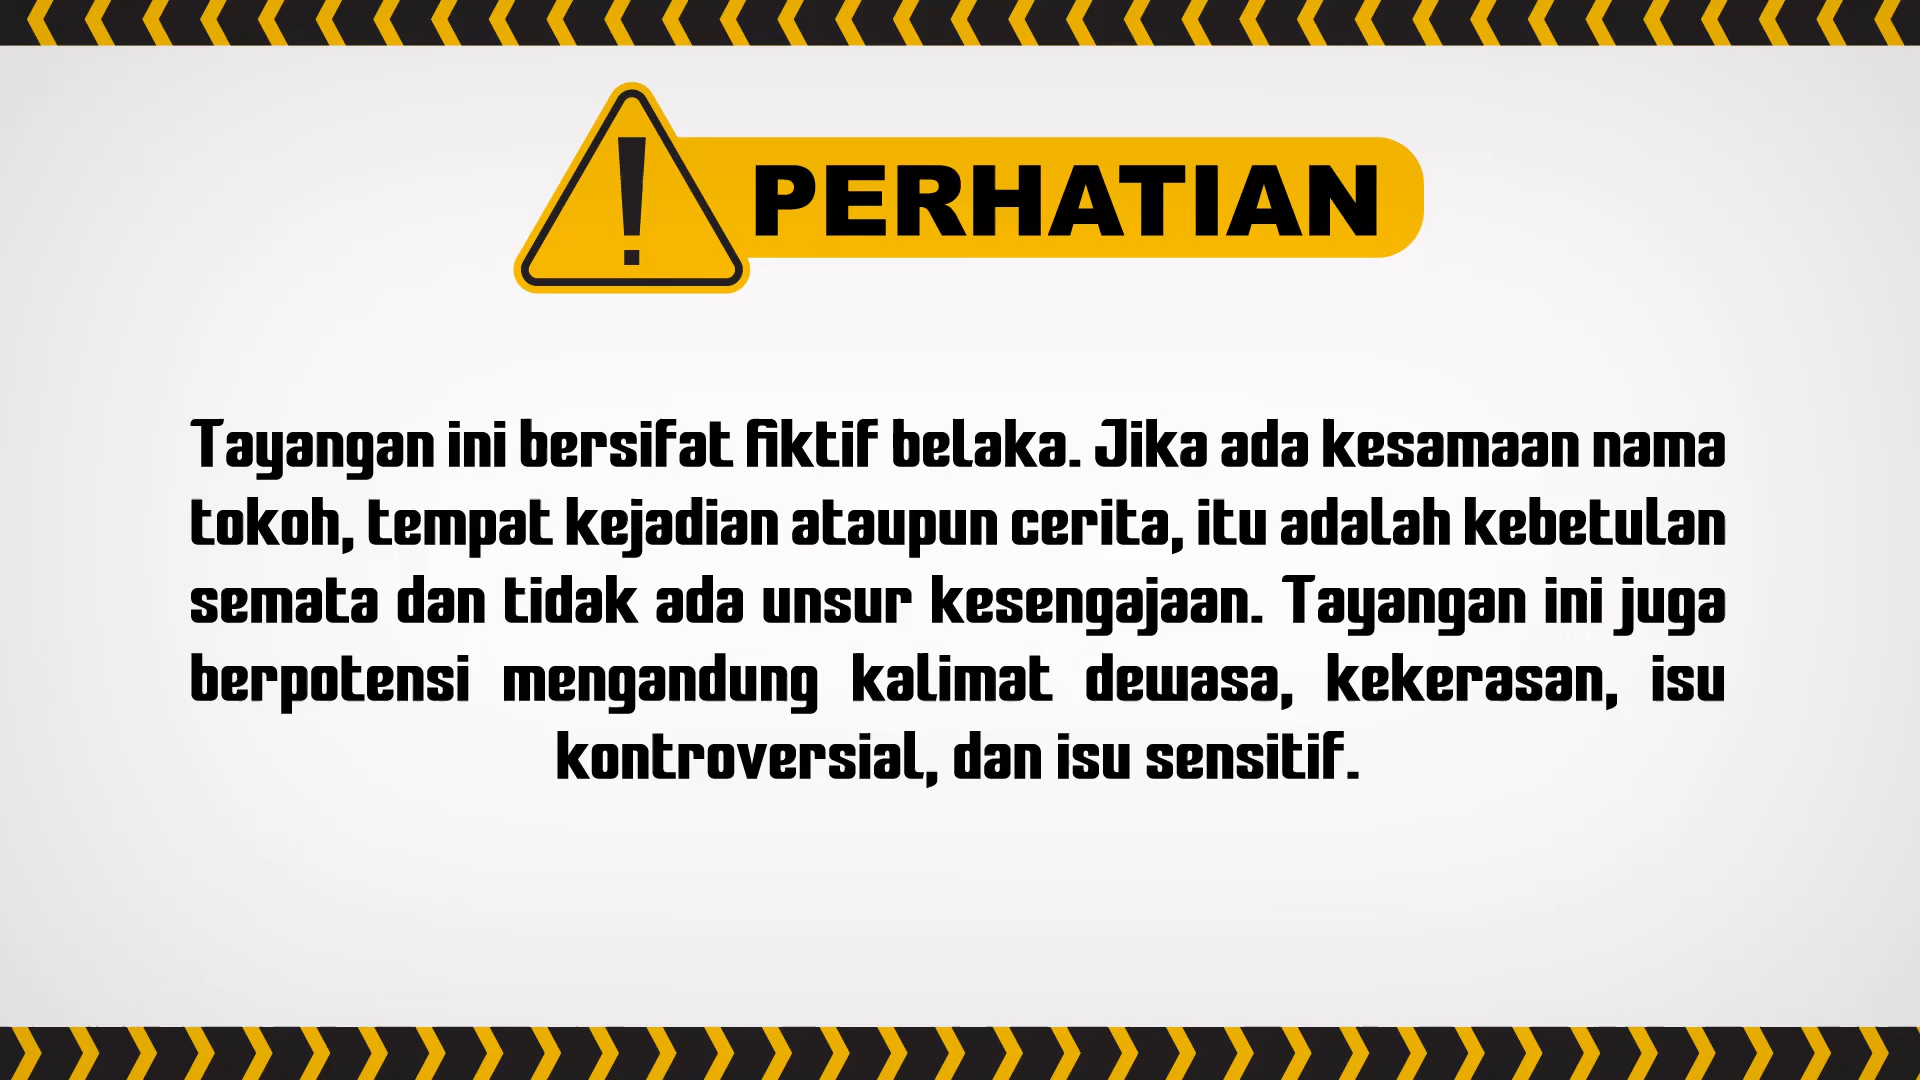 !
PERHATIAN
Tayangan ini bersifat fiktif belaka. Jika ada kesamaan nama
tokoh, tempat kejadian ataupun cerita, itu adalah kebetulan
semata dan tidak ada unsur kesengajaan. Tayangan ini juga
berpotensi mengandung kalimat dewasa, kekerasan, isu
kontroversial, dan isu sensitif.